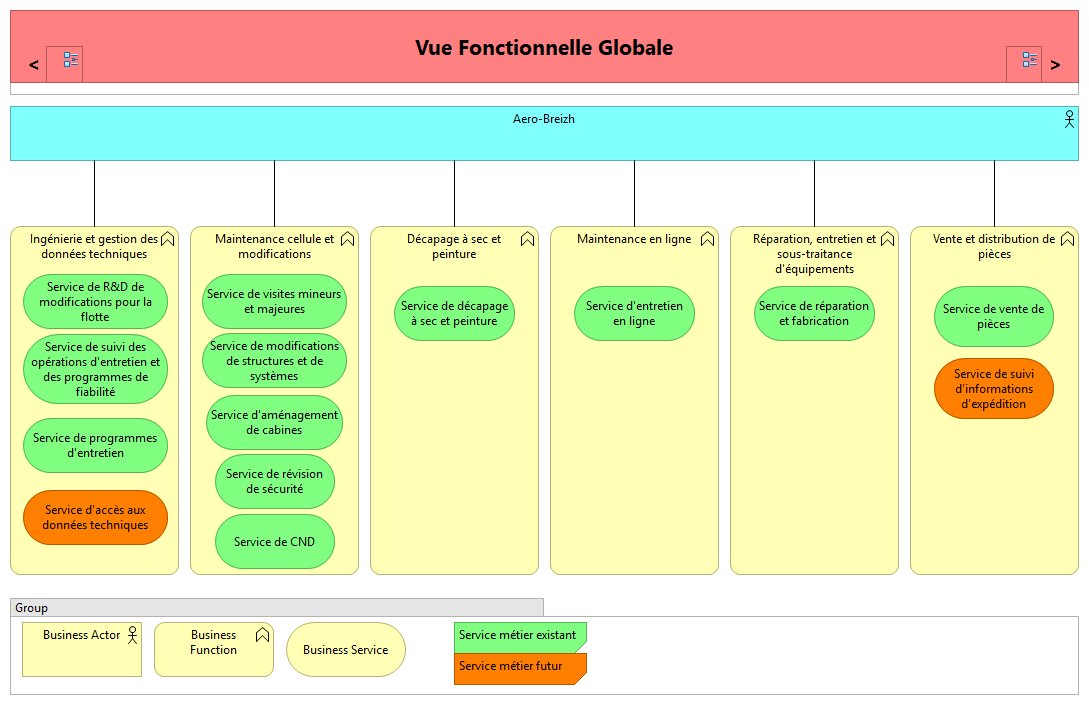 Vue Fonctionnelle Globale
<
>
Aero-Breizh
Ingénierie et gestion des
données techniques
Service de R&D de
modifications pour la
flotte
Service de suivi des
opérations d'entretien et
des programmes de
fiabilité
Service de programmes
d'entretien
Service d'accès aux
données techniques
Maintenance cellule et
modifications
Service de visites mineurs
et majeures
Service de modifications
de structures et de
systèmes
Service d'aménagement
de cabines
Service de révision
de sécurité
Service de CND
Décapage à sec et
peinture
Service de décapage
à sec et peinture
Maintenance en ligne
Service d'entretien
en ligne
Réparation, entretien et
sous-traitance
d'équipements
Service de réparation
et fabrication
Vente et distribution de
pièces
Service de vente de
pièces
Service de suivi
d'informations
d'expédition
Group
Business Actor
Business
Function
Business Service
Service métier existant
Service métier futur